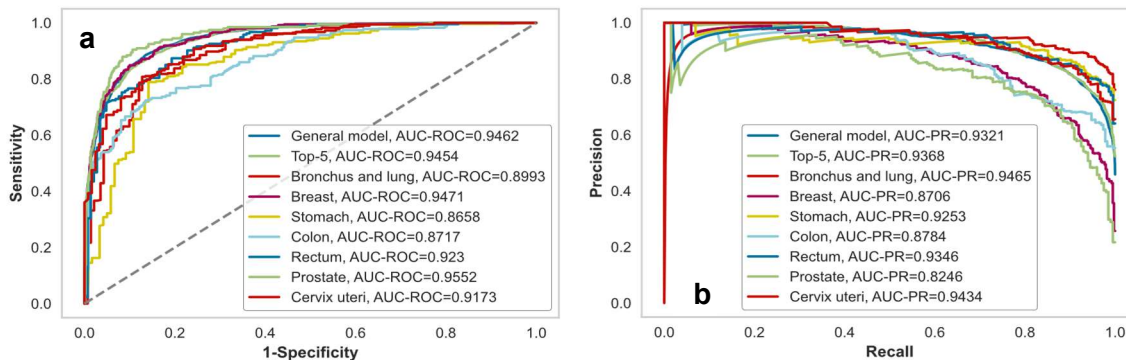 a
1.0
0.8
0.6
0.4
0.2
0.0
Sensitivity
General model, AUC-ROC=0.9462
Top-5, AUC-ROC=0.9454
Bronchus and lung, AUC-ROC=0.8993
Breast, AUC-ROC=0.9471
Stomach, AUC-ROC=0.8658
Colon, AUC-ROC=0.8717
Rectum, AUC-ROC=0.923
Prostate, AUC-ROC=0.9552
Cervix uteri, AUC-ROC=0.9173
0.0 0.2 0.4 0.6 0.8 1.0
1-Specificity
1.0
0.8
0.6
0.4
0.2
0.0
Precision
General model, AUC-PR=0.9321
Top-5, AUC-PR=0.9368
Bronchus and lung, AUC-PR=0.9465
Breast, AUC-PR=0.8706
Stomach, AUC-PR=0.9253
Colon, AUC-PR=0.8784
Rectum, AUC-PR=0.9346
Prostate, AUC-PR=0.8246
Cervix uteri, AUC-PR=0.9434
b
0.0 0.2 0.4 0.6 0.8 1.0
Recall